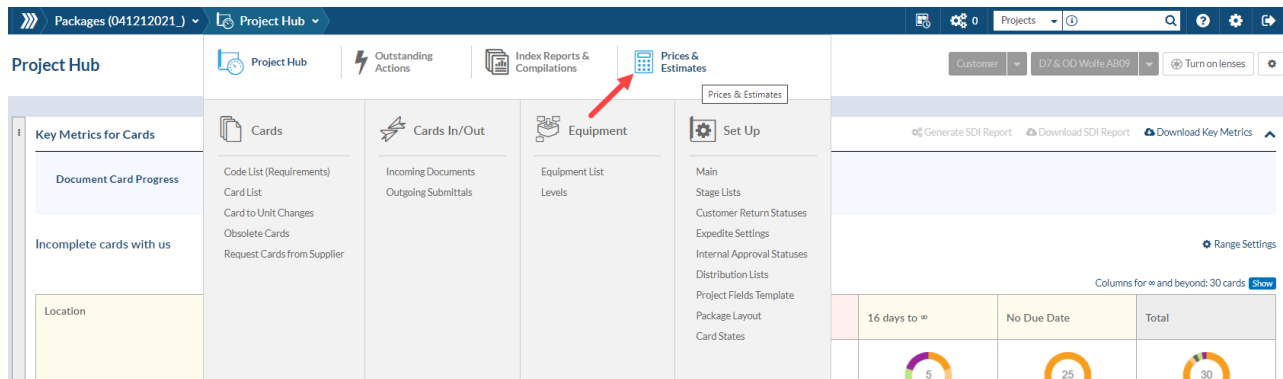 Packages (041212021_)
Project Hub
0
Projects
Project Hub
Project Hub
Outstanding
Actions
Index Reports &
Compilations
Prices &
Estimates
Customer
D7 & OD Wolfe AB09
Turn on lenses
Prices & Estimates
Key Metrics for Cards
Generate SDI Report
Download SDI Report
Download Key Metrics
Document Card Progress
Cards
Code List (Requirements)
Card List
Card to Unit Changes
Obsolete Cards
Request Cards from Supplier
Cards In/Out
Incoming Documents
Outgoing Submittals
Equipment
Equipment List
Levels
Set Up
Main
Stage Lists
Customer Return Statuses
Expedite Settings
Internal Approval Statuses
Distribution Lists
Project Fields Template
Package Layout
Card States
Incomplete cards with us
Range Settings
Columns for ∞ and beyond: 30 cards Show
Location
16 days to ∞
No Due Date
Total
5
25
30